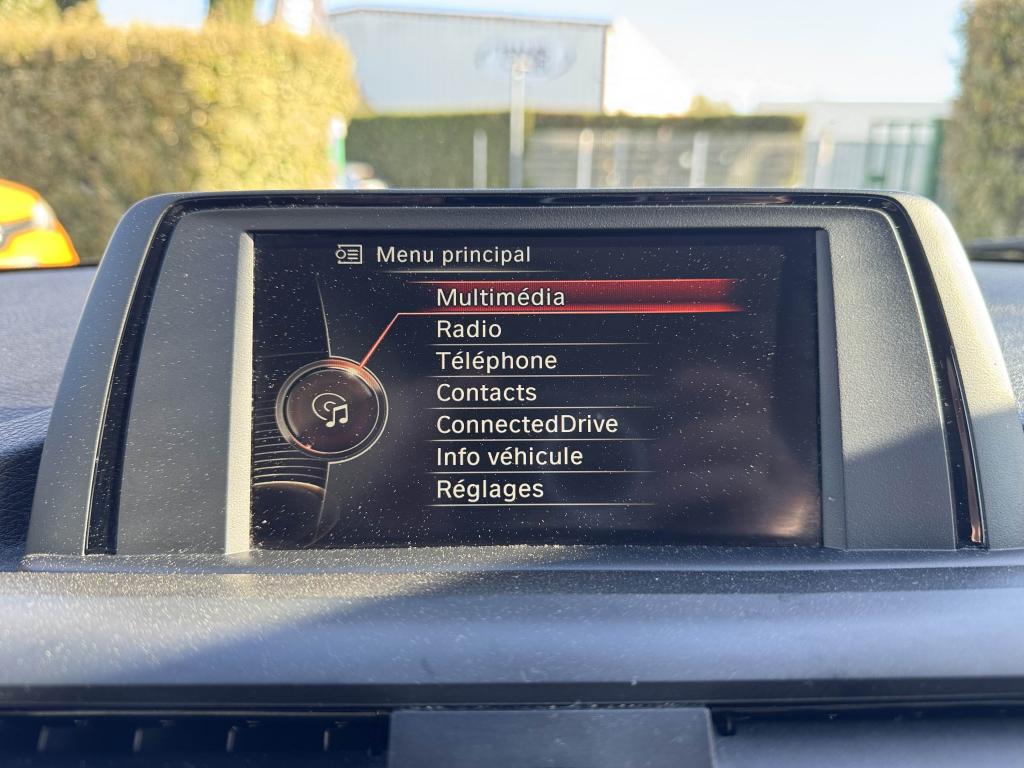 Menu principal
Multimédia
Radio
Téléphone
Contacts
ConnectedDrive
Info véhicule
Réglages